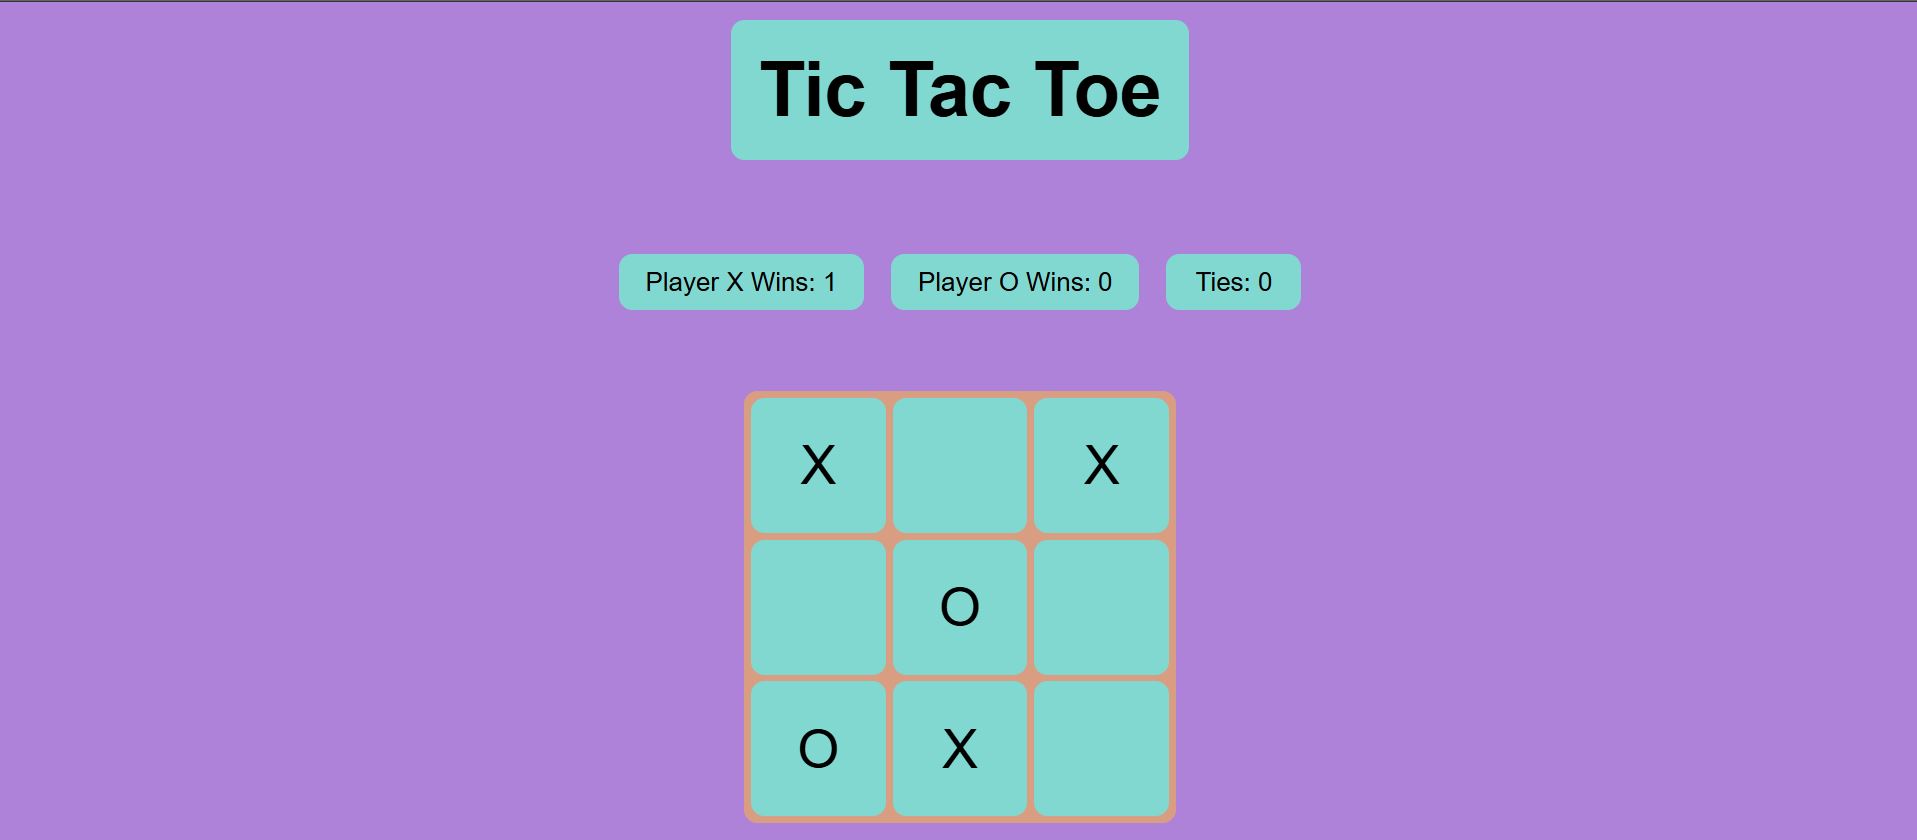 Tic Tac Toe
Player X Wins: 1 Player O Wins: 0 Ties: 0
X X
O
O X